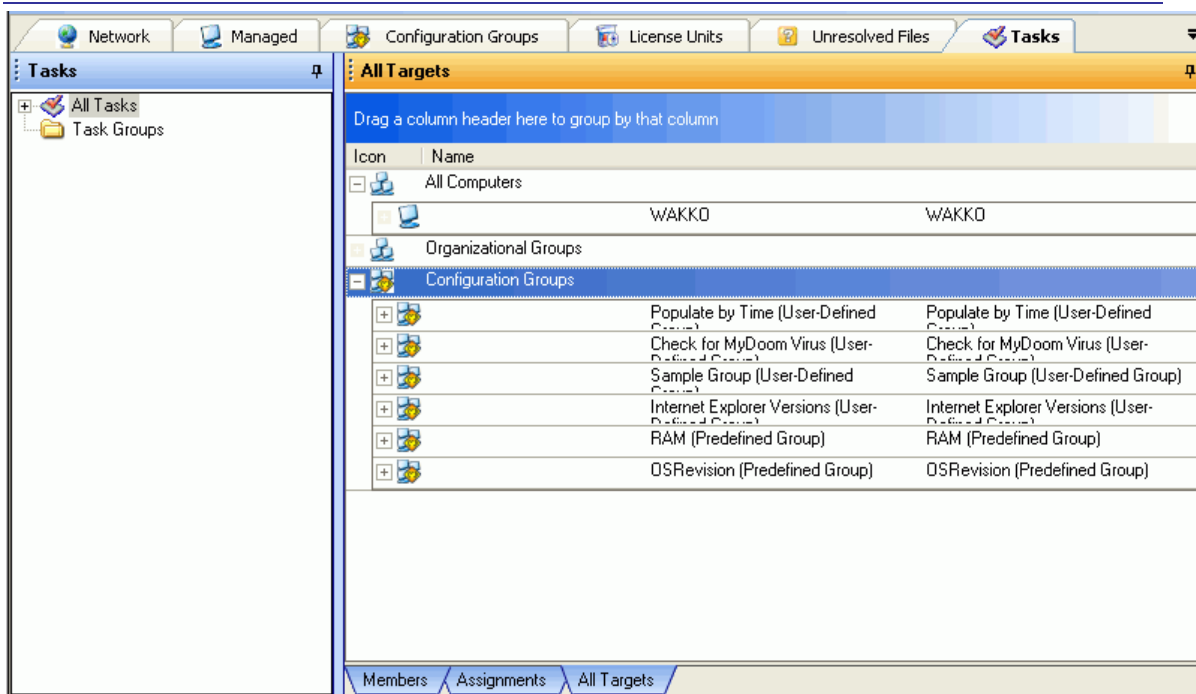 Network Managed Configuration Groups License Units Unresolved Files Tasks
Tasks
All Tasks
Task Groups
All Targets
Drag a column header here to group by that column
Icon Name
All Computers
WAKKO WAKKO
Organizational Groups
Configuration Groups
Populate by Time (User-Defined Populate by Time (User-Defined
Check for MyDoom Virus (User- Check for MyDoom Virus (User-
Sample Group (User-Defined Sample Group (User-Defined Group)
Internet Explorer Versions (User- Internet Explorer Versions (User-
RAM (Predefined Group) RAM (Predefined Group)
OSRevision (Predefined Group) OSRevision (Predefined Group)
Members Assignments All Targets